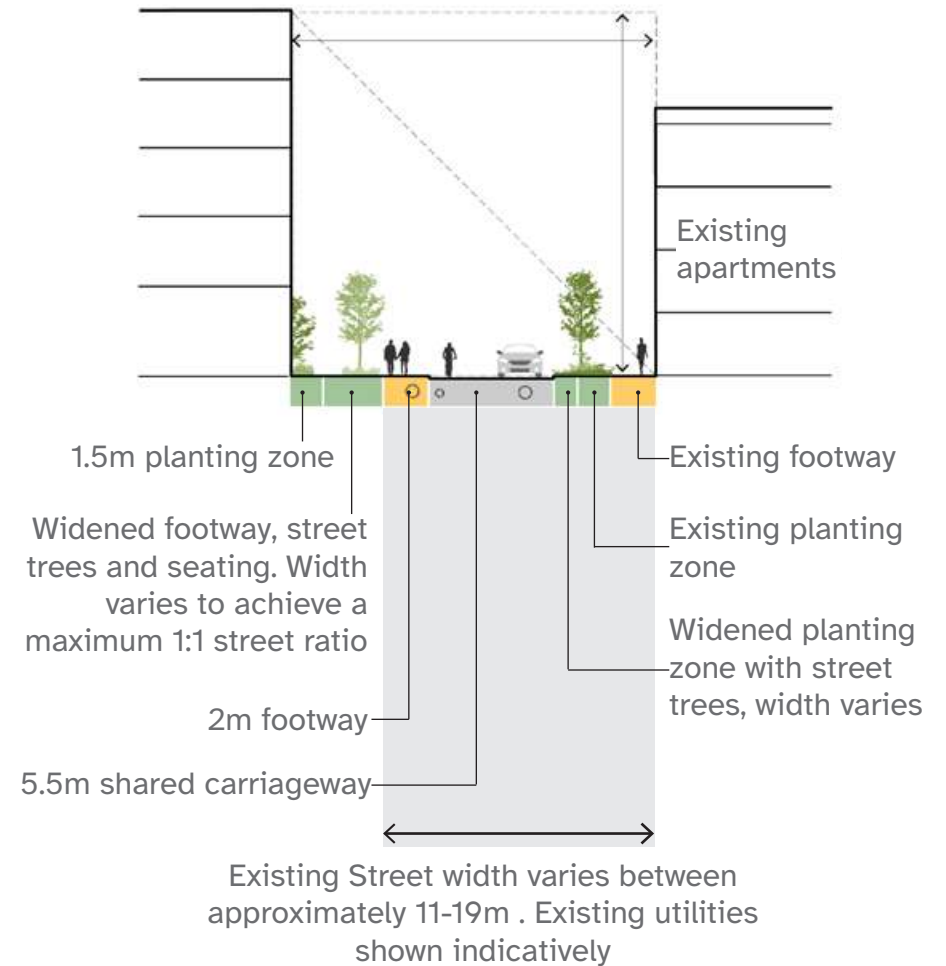 Existing
apartments
1.5m planting zone
Widened footway, street
trees and seating. Width
varies to achieve a
maximum 1:1 street ratio
2m footway
5.5m shared carriageway
Existing footway
Existing planting
zone
Widened planting
zone with street
trees, width varies
Existing Street width varies between
approximately 11-19m . Existing utilities
shown indicatively